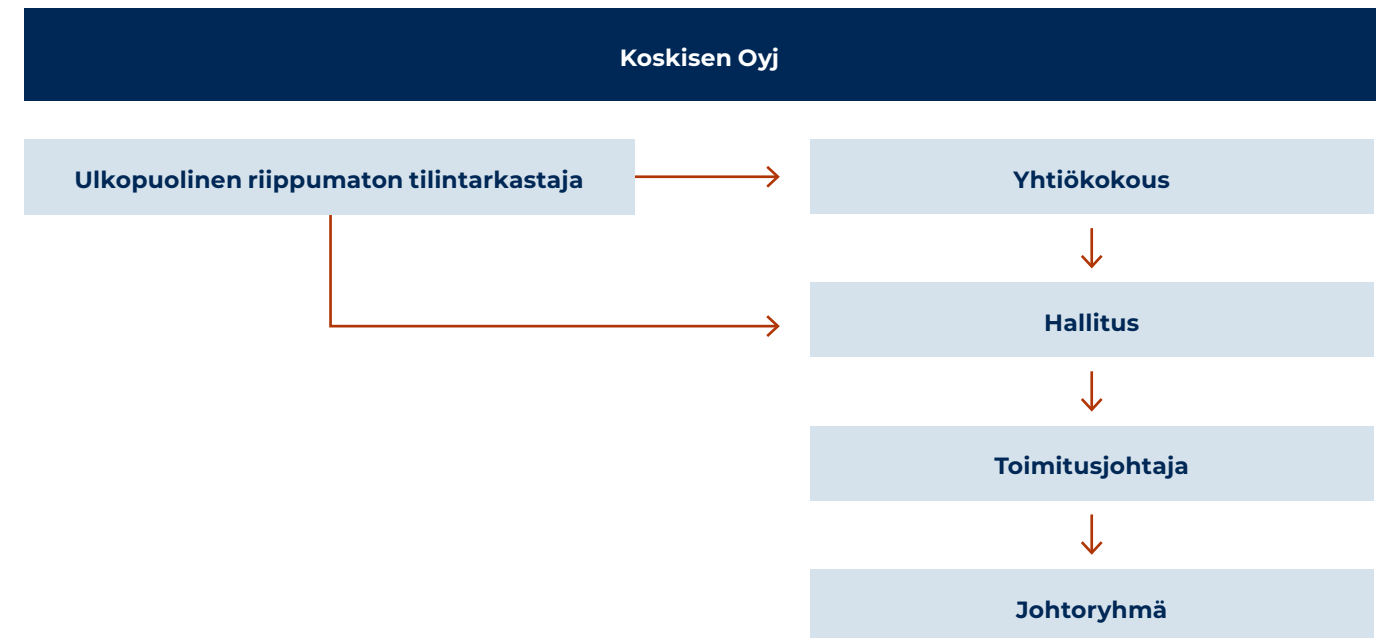 Koskisen Oyj
Ulkopuolinen riippumaton tilintarkastaja
Yhtiökokous
Hallitus
Toimitusjohtaja
Johtoryhmä